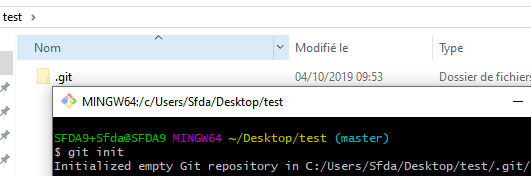 test >
Nom Modifié le Type
.git 04/10/2019 09:53 Dossier de fichiers
MINGW64:/c/Users/Sfda/Desktop/test
SFDA9+Sfda@SFDA9 MINGW64 ~/Desktop/test (master)
$ git init
Initialized empty Git repository in C:/Users/Sfda/Desktop/test/.git/